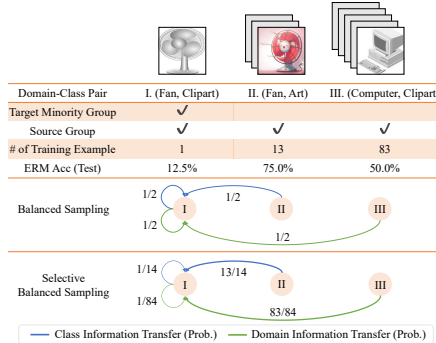 Domain-Class Pair I. (Fan, Clipart) II. (Fan, Art) III. (Computer, Clipart
Target Minority Group ✓
Source Group ✓ ✓ ✓
# of Training Example 1 13 83
ERM Acc (Test) 12.5% 75.0% 50.0%
1/2 1/2
Balanced Sampling I II III
1/2
1/2
1/14 13/14
Selective
Balanced Sampling I II III
1/84
83/84
Class Information Transfer (Prob.) Domain Information Transfer (Prob.)